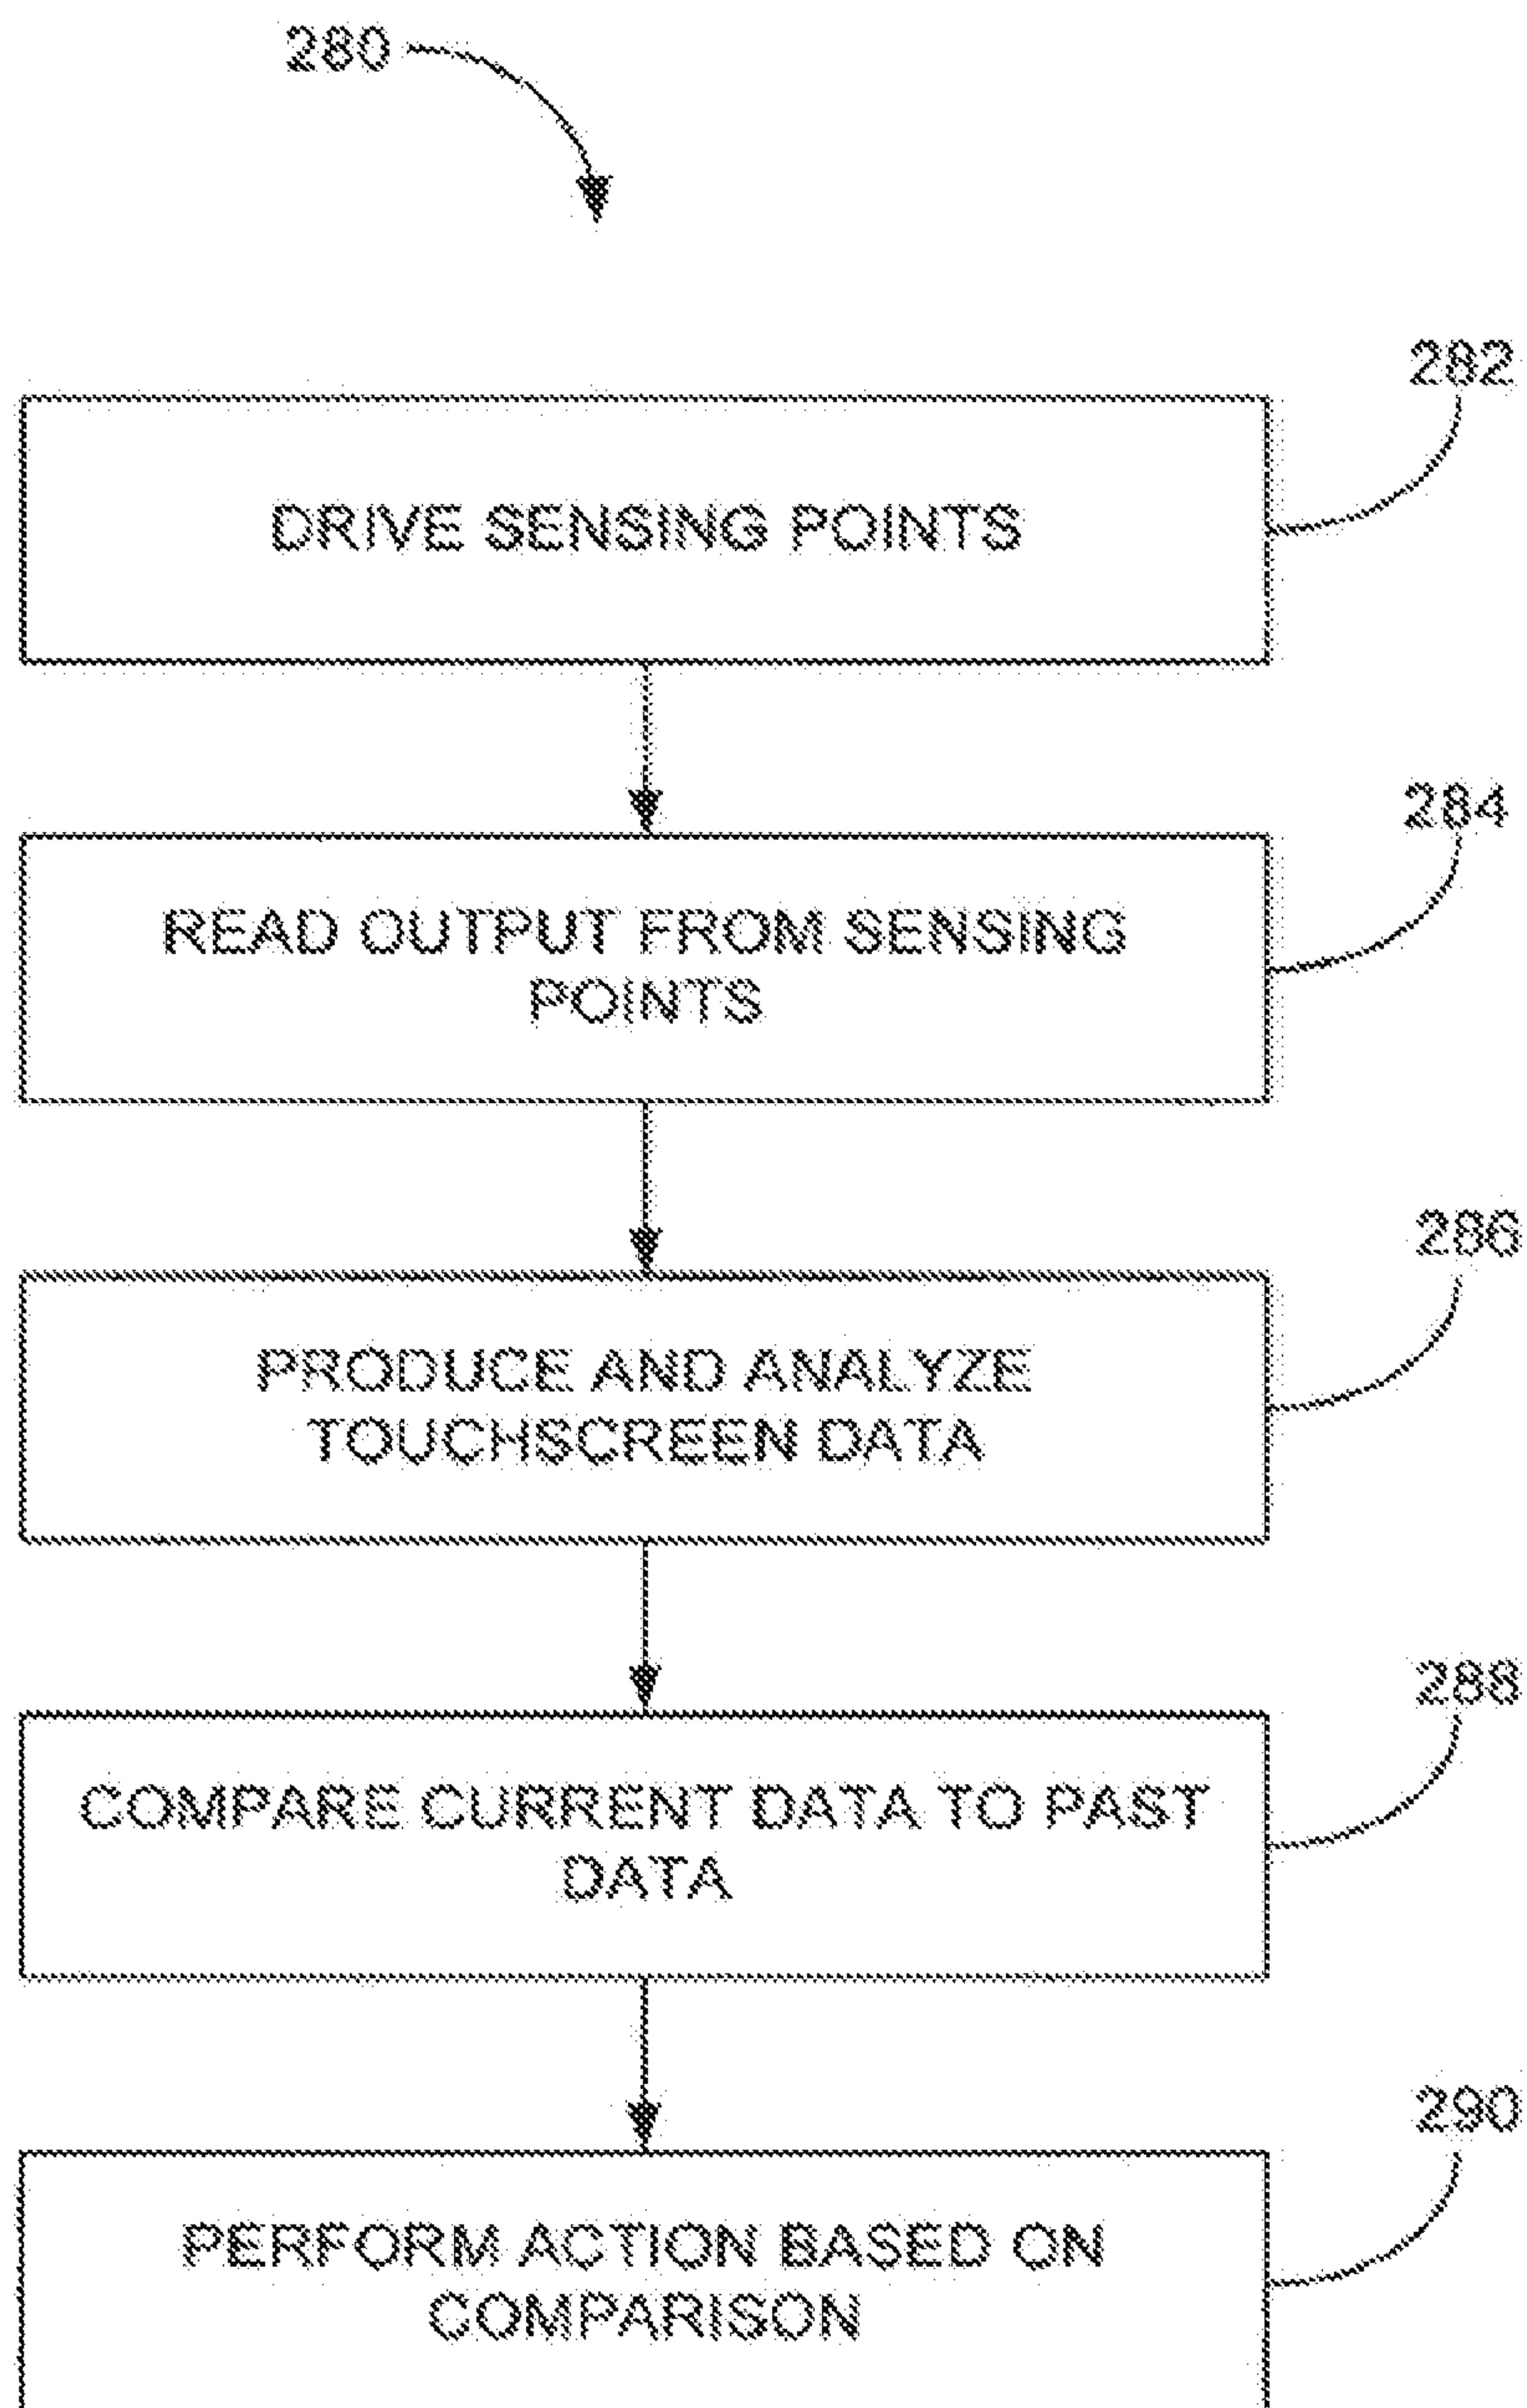 280
282
DRIVE SENSING POINTS
284
READ OUTPUT FROM SENSING
POINTS
286
PRODUCE AND ANALYZE
TOUCHSCREEN DATA
288
COMPARE CURRENT DATA TO PAST
DATA
290
PERFORM ACTION BASED ON
COMPARISON